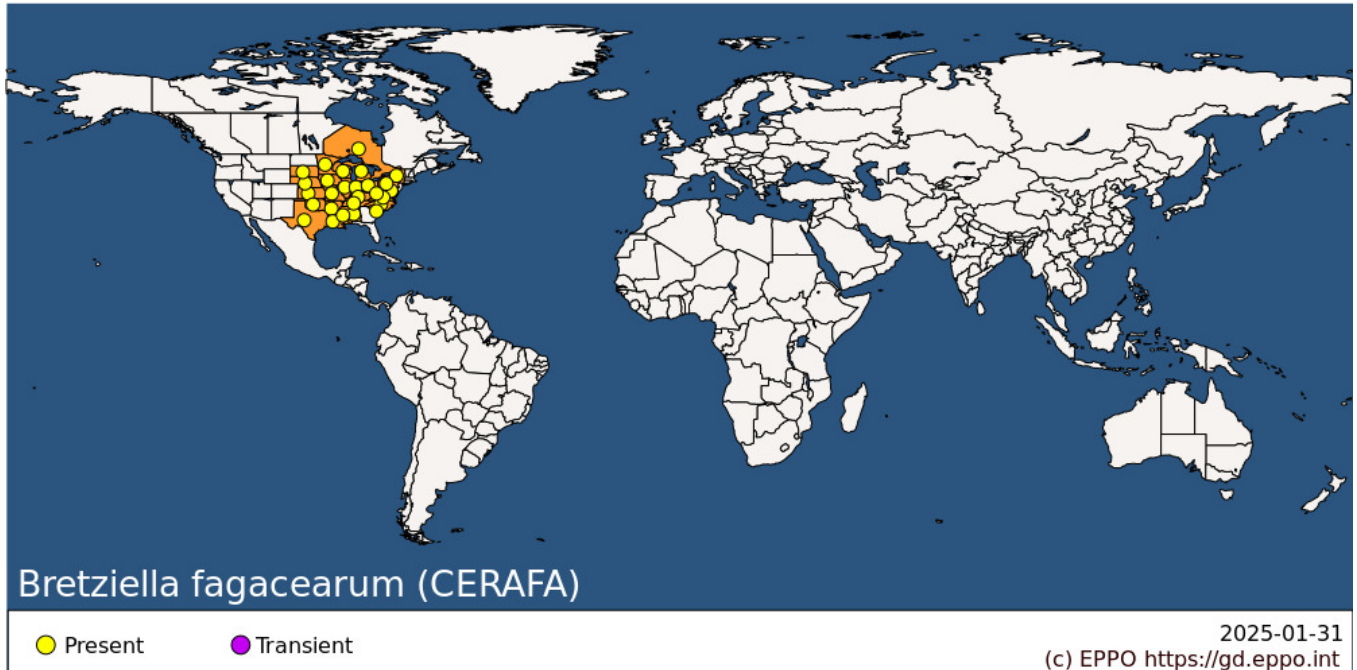 Bretziella fagacearum (CERAFA)
Present
Transient
2025-01-31
(c) EPPO https://gd.eppo.int